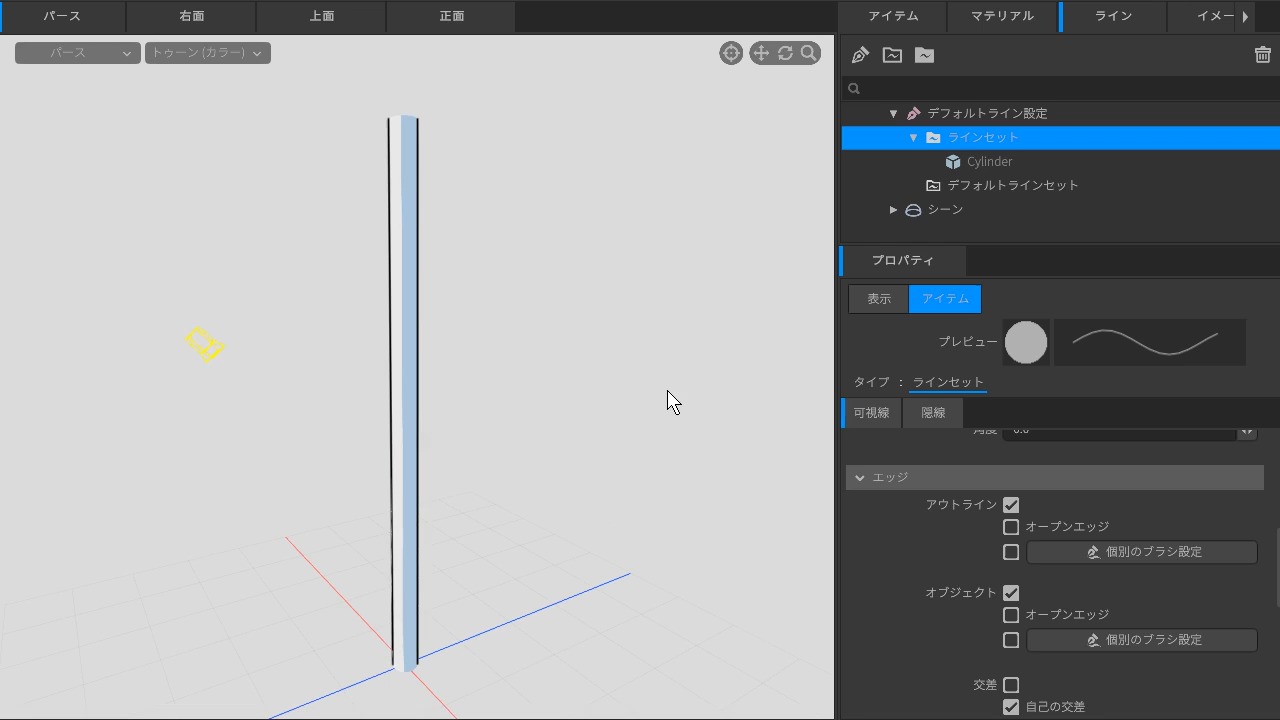 パース
右面
上面
正面
アイテム
マテリアル
ライン
イメー
パース
トゥーン (カラー)
デフォルトライン設定
ラインセット
Cylinder
デフォルトラインセット
シーン
プロパティ
表示
アイテム
プレビュー
タイプ : ラインセット
可視線
隠線
角度
0.0
エッジ
アウトライン
オープンエッジ
個別のブラシ設定
オブジェクト
オープンエッジ
個別のブラシ設定
交差
自己の交差